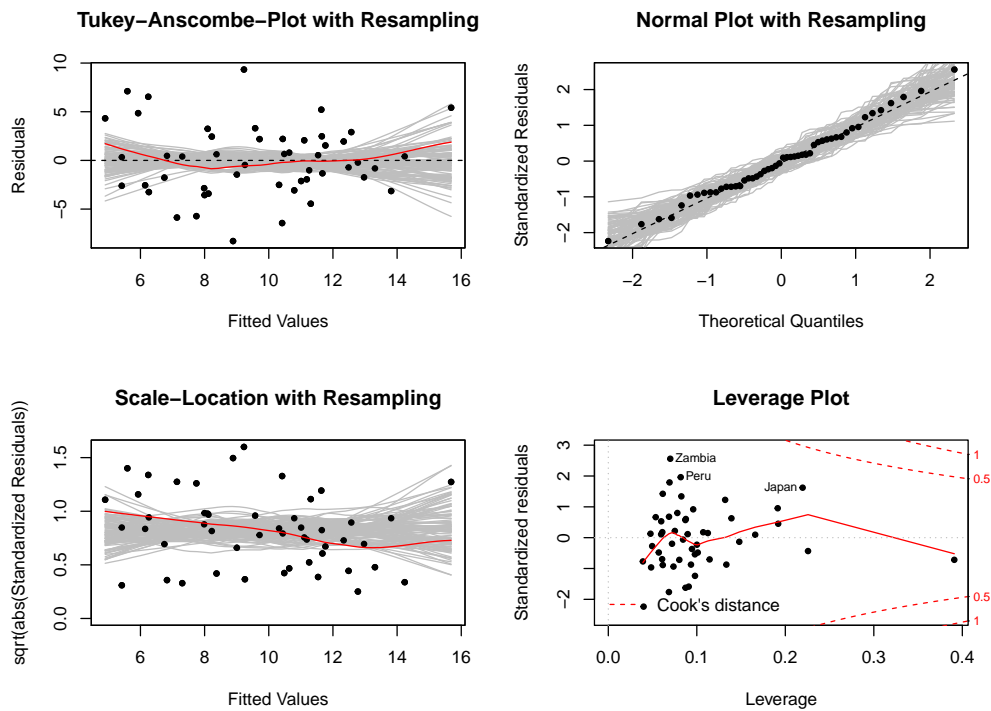 Tukey−Anscombe−Plot with Resampling
Residuals
10
5
0
−5
6 8 10 12 14 16
Fitted Values
Normal Plot with Resampling
Standardized Residuals
2
1
0
−1
−2
−2 −1 0 1 2
Theoretical Quantiles
Scale−Location with Resampling
sqrt(abs(Standardized Residuals))
1.5
1.0
0.5
0.0
6 8 10 12 14 16
Fitted Values
Leverage Plot
Standardized residuals
3
2
1
0
−2
Zambia
Peru
Japan
Cook's distance
1
0.5
0.5
1
0.0 0.1 0.2 0.3 0.4
Leverage